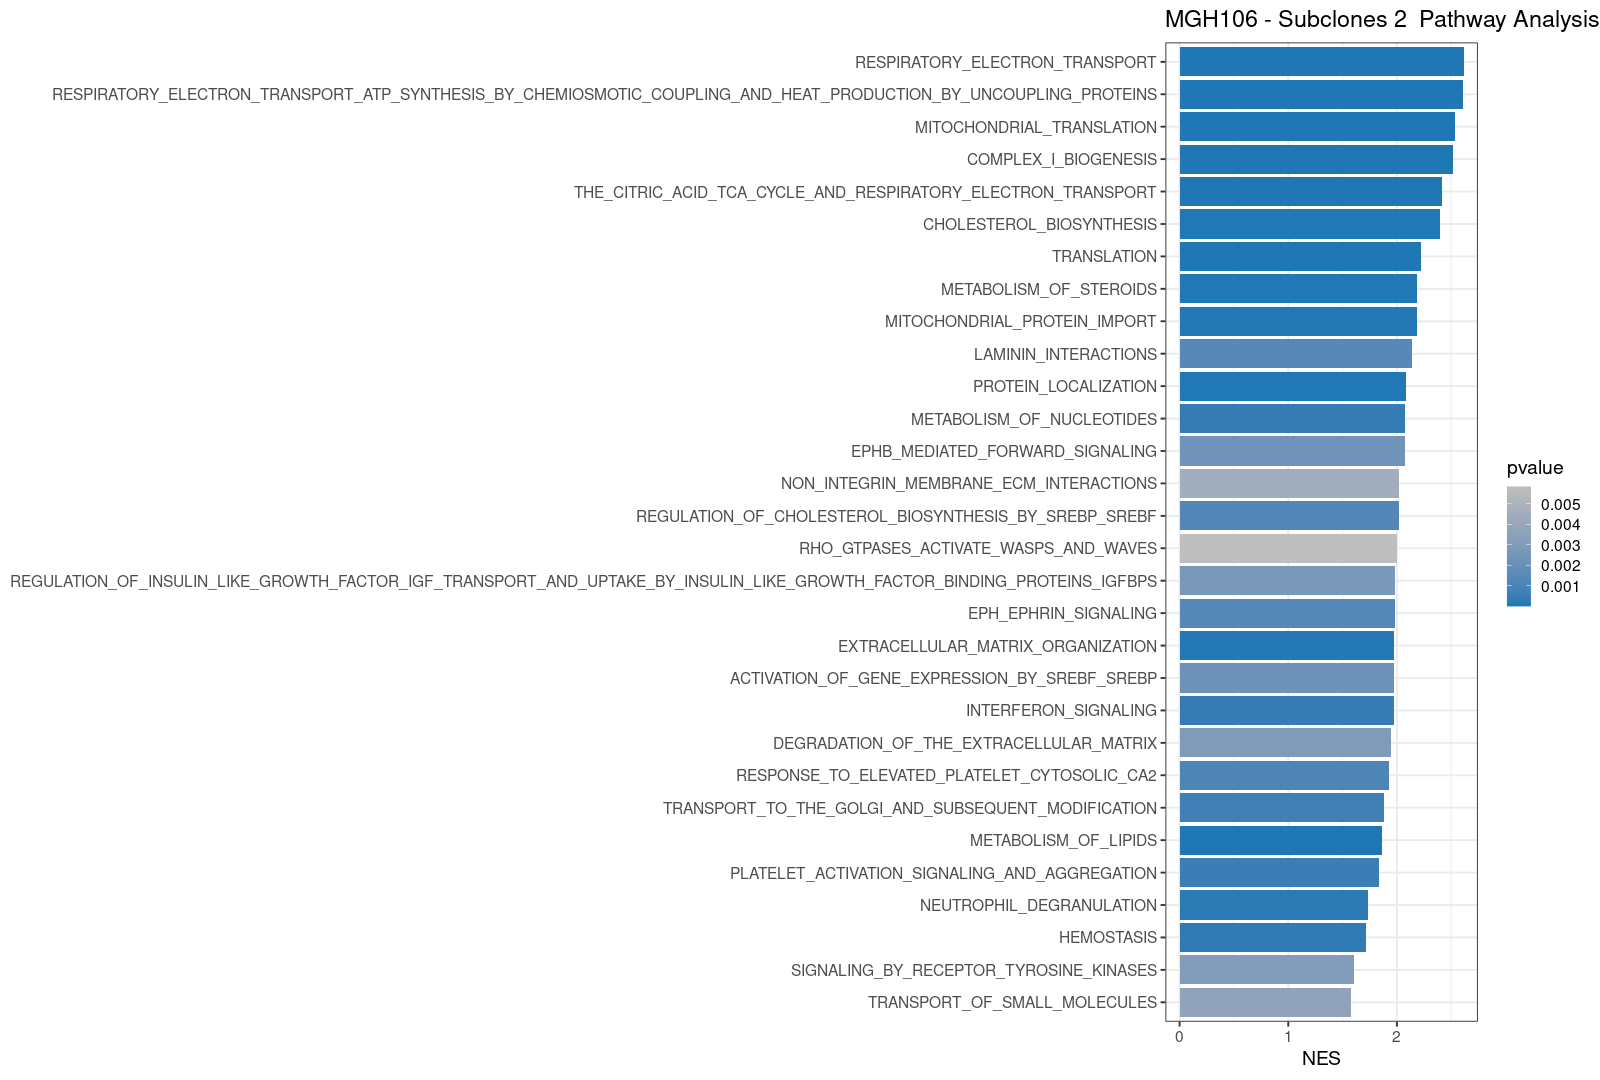 MGH106 - Subclones 2  Pathway Analysis
RESPIRATORY_ELECTRON_TRANSPORT
RESPIRATORY_ELECTRON_TRANSPORT_ATP_SYNTHESIS_BY_CHEMIOSMOTIC_COUPLING_AND_HEAT_PRODUCTION_BY_UNCOUPLING_PROTEINS
MITOCHONDRIAL_TRANSLATION
COMPLEX_I_BIOGENESIS
THE_CITRIC_ACID_TCA_CYCLE_AND_RESPIRATORY_ELECTRON_TRANSPORT
CHOLESTEROL_BIOSYNTHESIS
TRANSLATION
METABOLISM_OF_STEROIDS
MITOCHONDRIAL_PROTEIN_IMPORT
LAMININ_INTERACTIONS
PROTEIN_LOCALIZATION
METABOLISM_OF_NUCLEOTIDES
EPHB_MEDIATED_FORWARD_SIGNALING
NON_INTEGRIN_MEMBRANE_ECM_INTERACTIONS
REGULATION_OF_CHOLESTEROL_BIOSYNTHESIS_BY_SREBP_SREBF
RHO_GTPASES_ACTIVATE_WASPS_AND_WAVES
REGULATION_OF_INSULIN_LIKE_GROWTH_FACTOR_IGF_TRANSPORT_AND_UPTAKE_BY_INSULIN_LIKE_GROWTH_FACTOR_BINDING_PROTEINS_IGFBPS
EPH_EPHRIN_SIGNALING
EXTRACELLULAR_MATRIX_ORGANIZATION
ACTIVATION_OF_GENE_EXPRESSION_BY_SREBF_SREBP
INTERFERON_SIGNALING
DEGRADATION_OF_THE_EXTRACELLULAR_MATRIX
RESPONSE_TO_ELEVATED_PLATELET_CYTOSOLIC_CA2
TRANSPORT_TO_THE_GOLGI_AND_SUBSEQUENT_MODIFICATION
METABOLISM_OF_LIPIDS
PLATELET_ACTIVATION_SIGNALING_AND_AGGREGATION
NEUTROPHIL_DEGRANULATION
HEMOSTASIS
SIGNALING_BY_RECEPTOR_TYROSINE_KINASES
TRANSPORT_OF_SMALL_MOLECULES
0 1 2
NES
pvalue
0.005
0.004
0.003
0.002
0.001